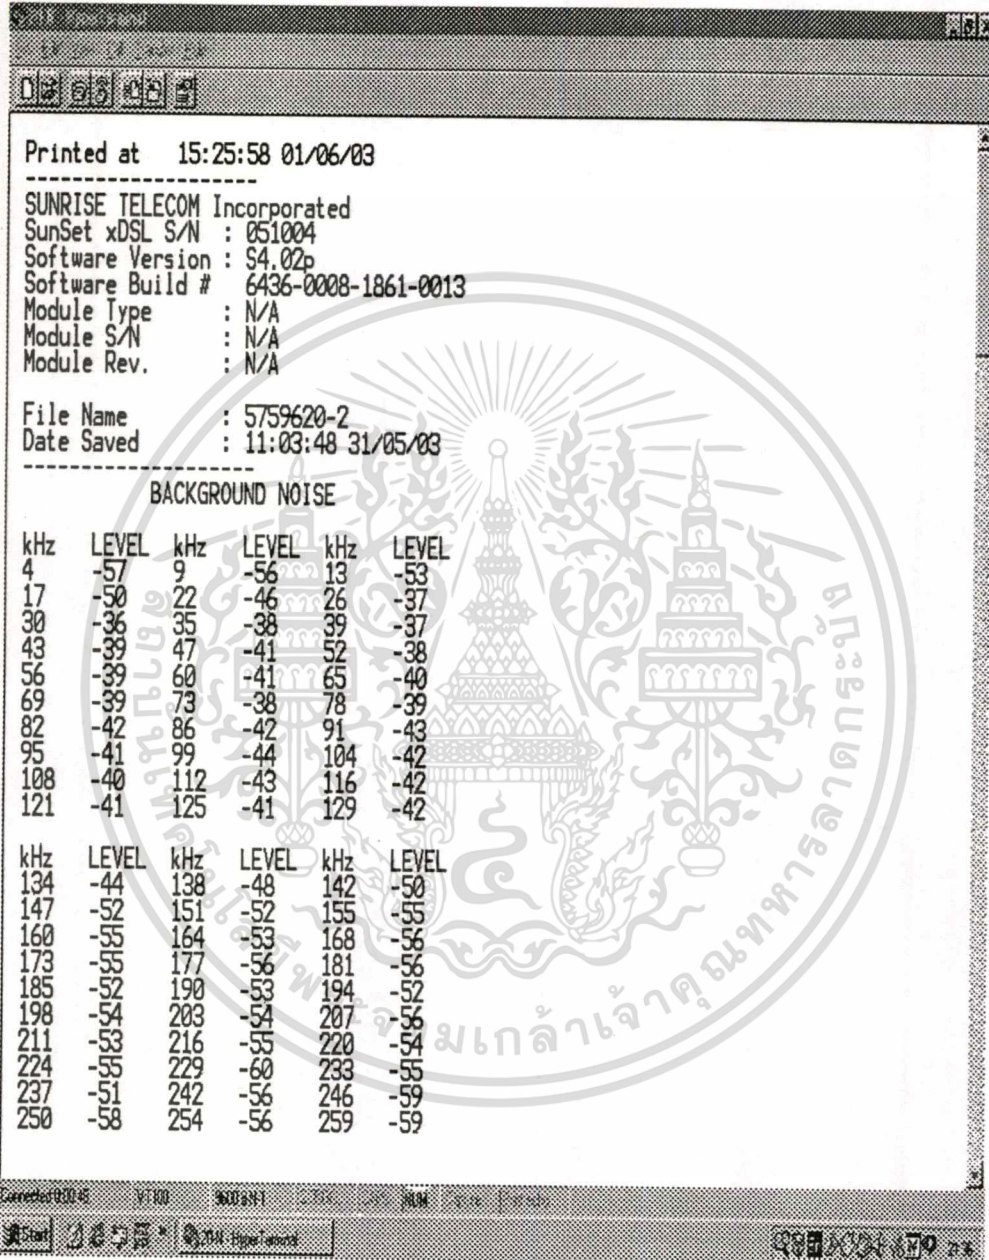 Printed at 15:25:58 01/06/03
--------------------
SUNRISE TELECOM Incorporated
SunSet xDSL S/N : 051004
Software Version : S4.02p
Software Build # 6436-0008-1861-0013
Module Type : N/A
Module S/N : N/A
Module Rev. : N/A
File Name : 5759620-2
Date Saved : 11:03:48 31/05/03
--------------------
BACKGROUND NOISE
kHz LEVEL kHz LEVEL kHz LEVEL
4 -57 9 -56 13 -53
17 -50 22 -46 26 -37
30 -36 35 -38 39 -37
43 -39 47 -41 52 -38
56 -39 60 -41 65 -40
69 -39 73 -38 78 -39
82 -42 86 -42 91 -43
95 -41 99 -44 104 -42
108 -40 112 -43 116 -42
121 -41 125 -41 129 -42
kHz LEVEL kHz LEVEL kHz LEVEL
134 -44 138 -48 142 -50
147 -52 151 -52 155 -55
160 -55 164 -53 168 -56
173 -55 177 -56 181 -56
185 -52 190 -53 194 -52
198 -54 203 -54 207 -56
211 -53 216 -55 220 -54
224 -55 229 -60 233 -55
237 -51 242 -56 246 -59
250 -58 254 -56 259 -59
VT100 9600 8-N-1 NUM
Start HyperTerminal